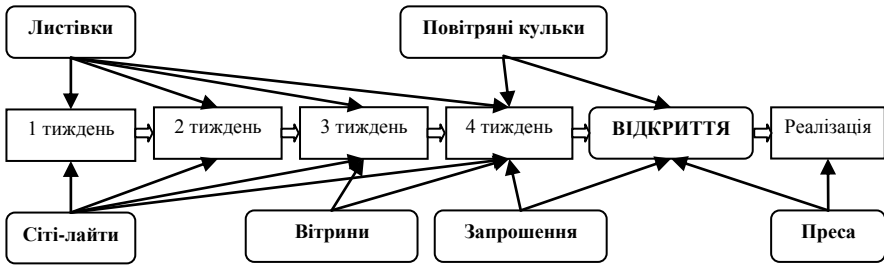 Листівки
Повітряні кульки
1 тиждень
2 тиждень
3 тиждень
4 тиждень
ВІДКРИТТЯ
Реалізація
Сіті-лайти
Вітрини
Запрошення
Преса